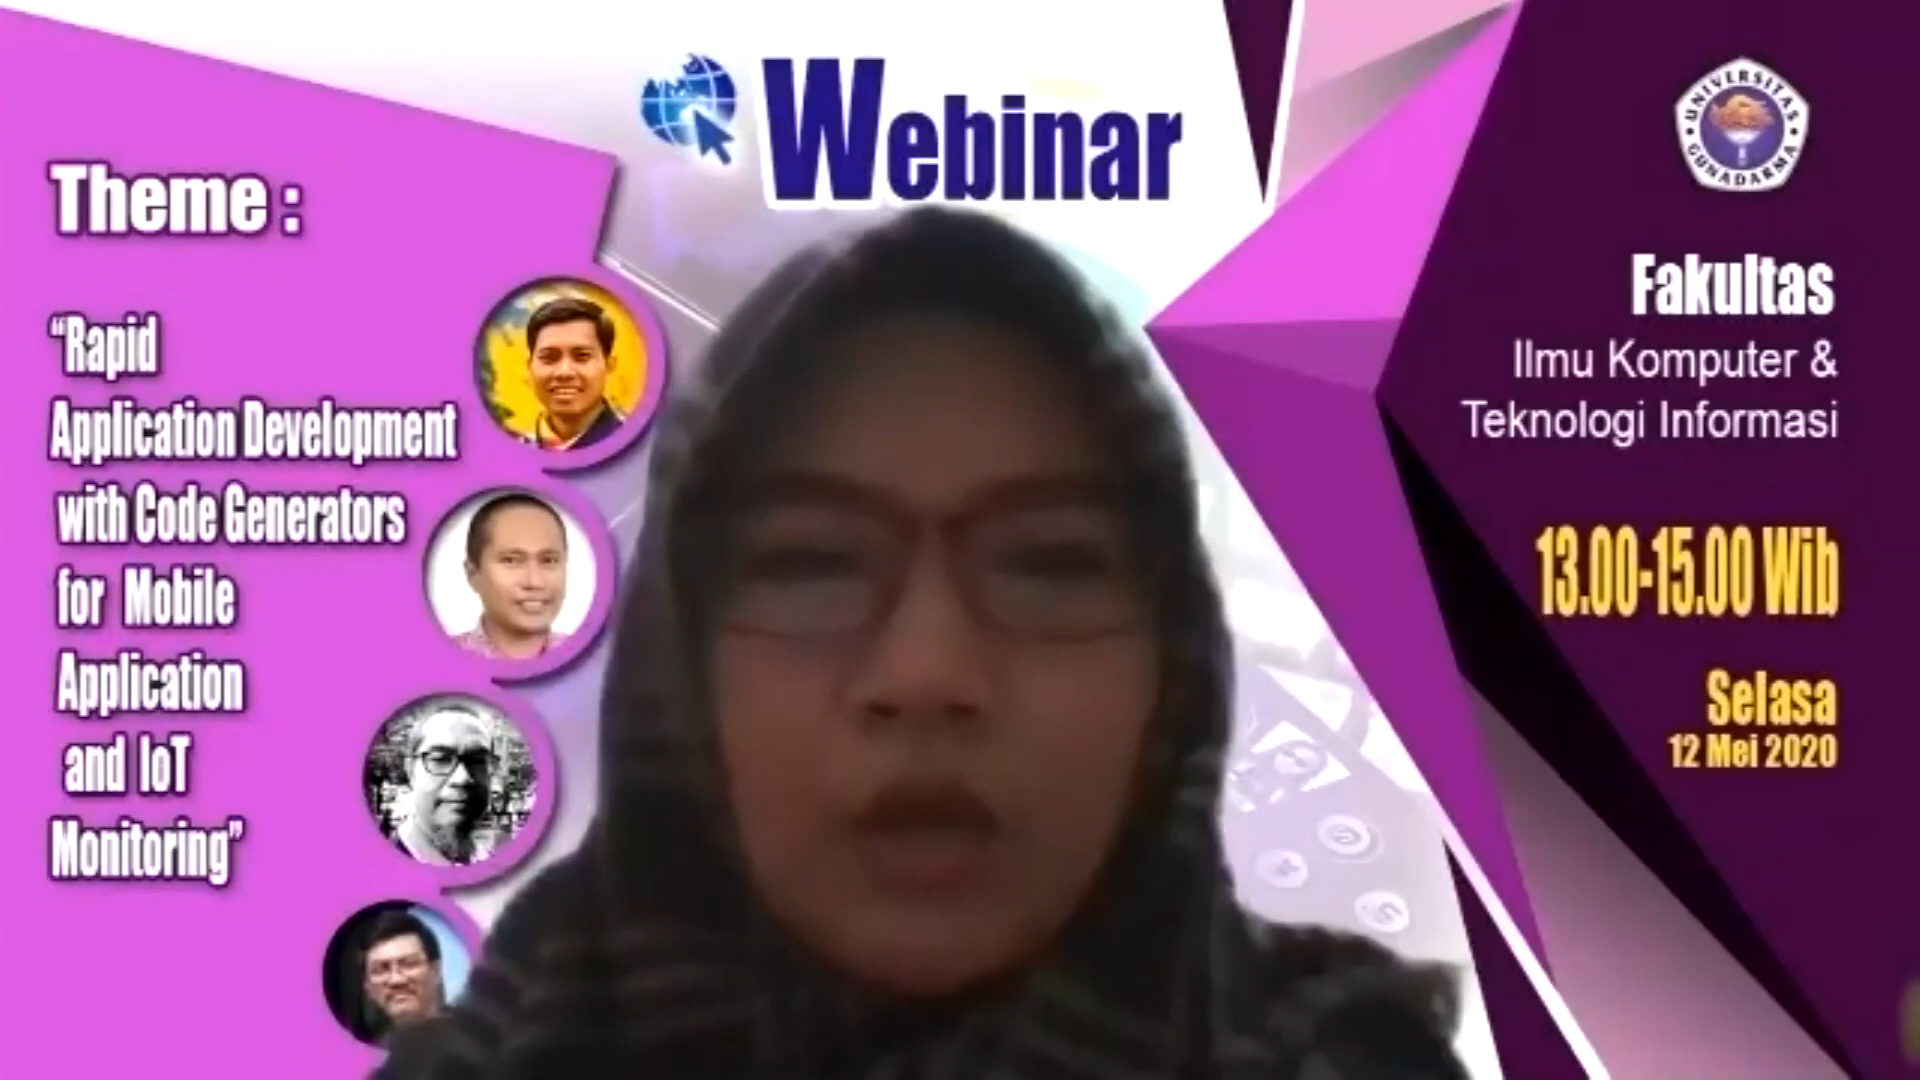 Webinar
UNIVERSITAS
GUNADARMA
Theme :
“Rapid
Application Development
with Code Generators
for Mobile
Application
and IoT
Monitoring”
Fakultas
Ilmu Komputer &
Teknologi Informasi
13.00-15.00 Wib
Selasa
12 Mei 2020